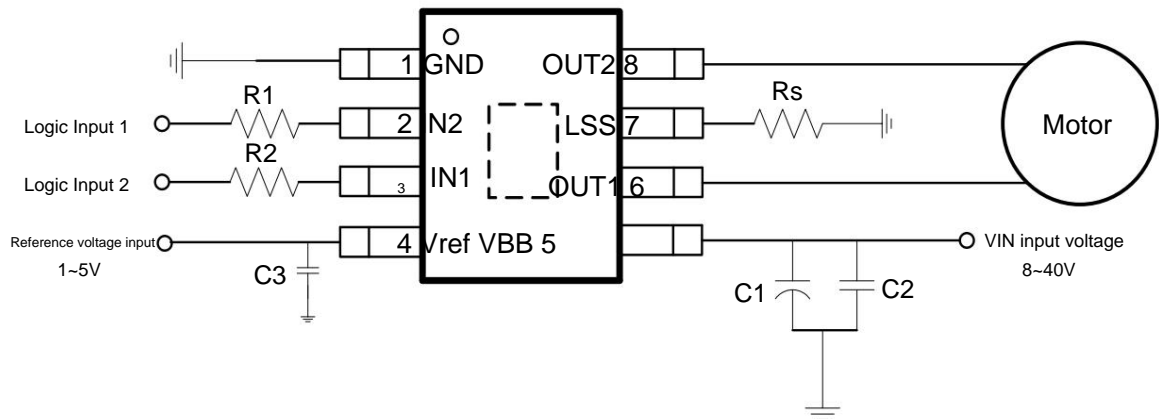 1 GND
OUT2 8
R1
Rs
Logic Input 1
2 N2
LSS 7
Motor
R2
Logic Input 2
3 IN1
OUT1 6
Reference voltage input
1~5V
4 Vref VBB 5
VIN input voltage
8~40V
C3
C1
C2